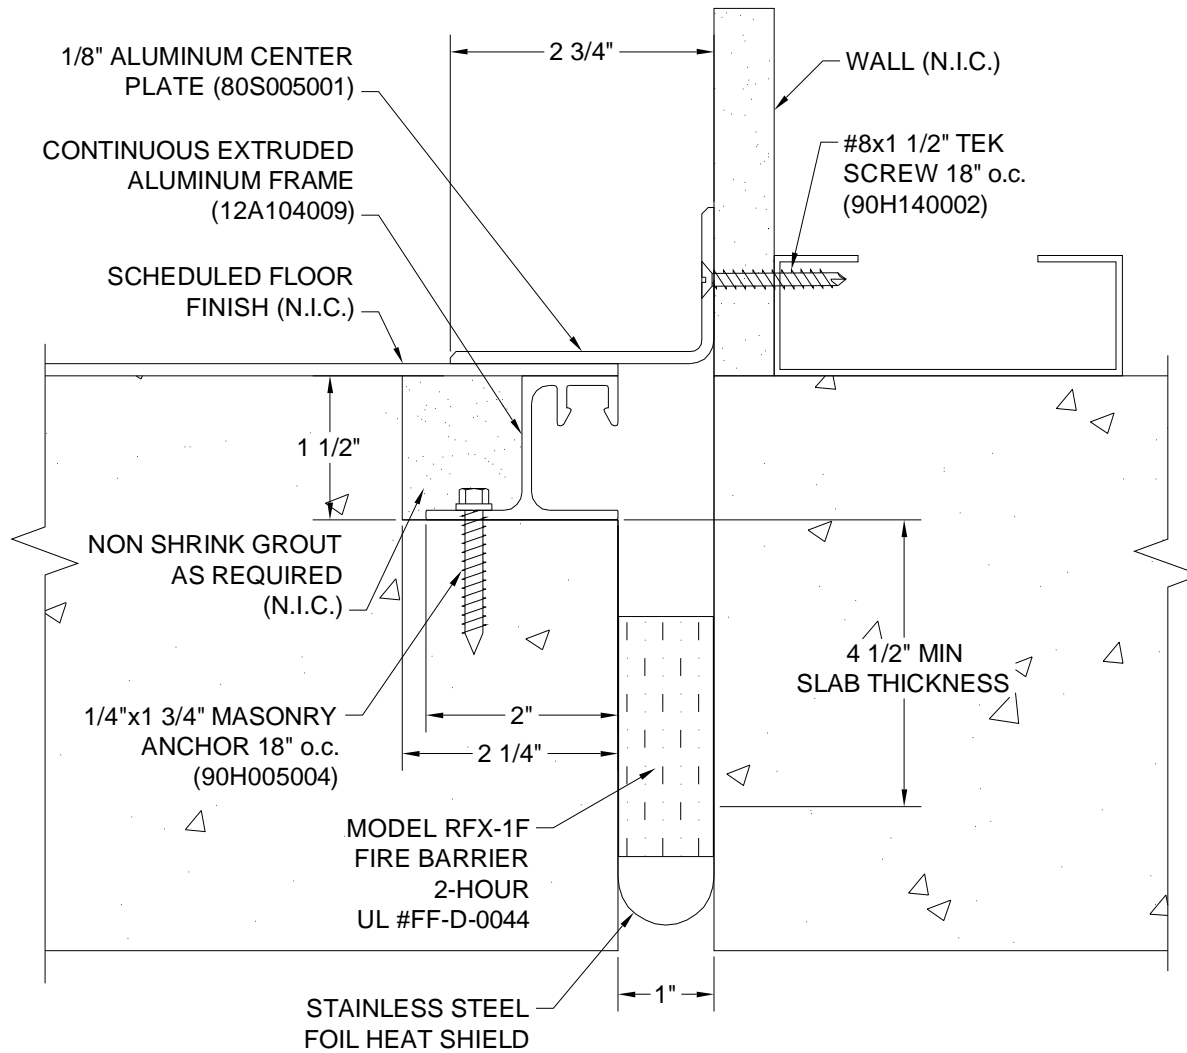 1/8" ALUMINUM CENTER
PLATE (80S005001)
CONTINUOUS EXTRUDED
ALUMINUM FRAME
(12A104009)
SCHEDULED FLOOR
FINISH (N.I.C.)
2 3/4"
WALL (N.I.C.)
#8x1 1/2" TEK
SCREW 18" o.c.
(90H140002)
1 1/2"
NON SHRINK GROUT
AS REQUIRED
(N.I.C.)
4 1/2" MIN
SLAB THICKNESS
1/4"x1 3/4" MASONRY
ANCHOR 18" o.c.
(90H005004)
2"
2 1/4"
MODEL RFX-1F
FIRE BARRIER
2-HOUR
UL #FF-D-0044
STAINLESS STEEL
FOIL HEAT SHIELD
1"